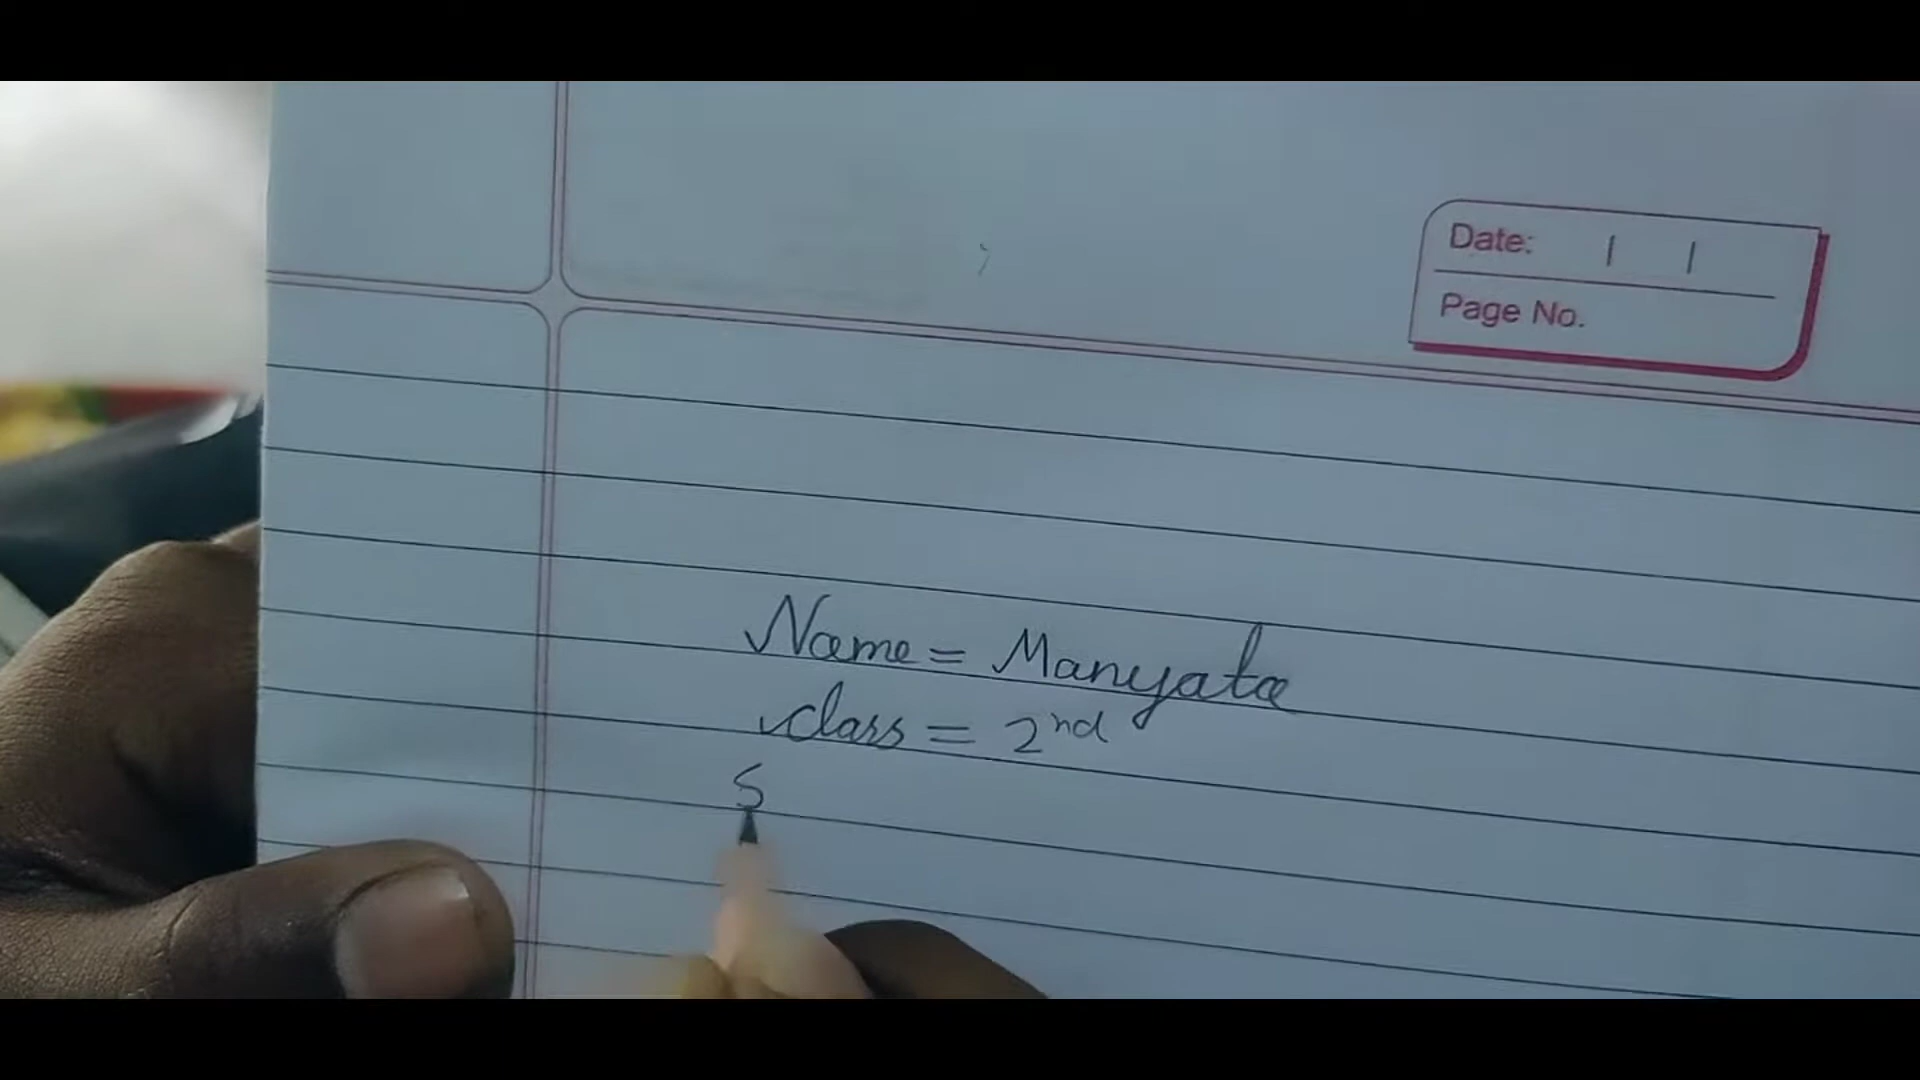 Date: | |
Page No.
Name = Manyata
class = 2nd
S